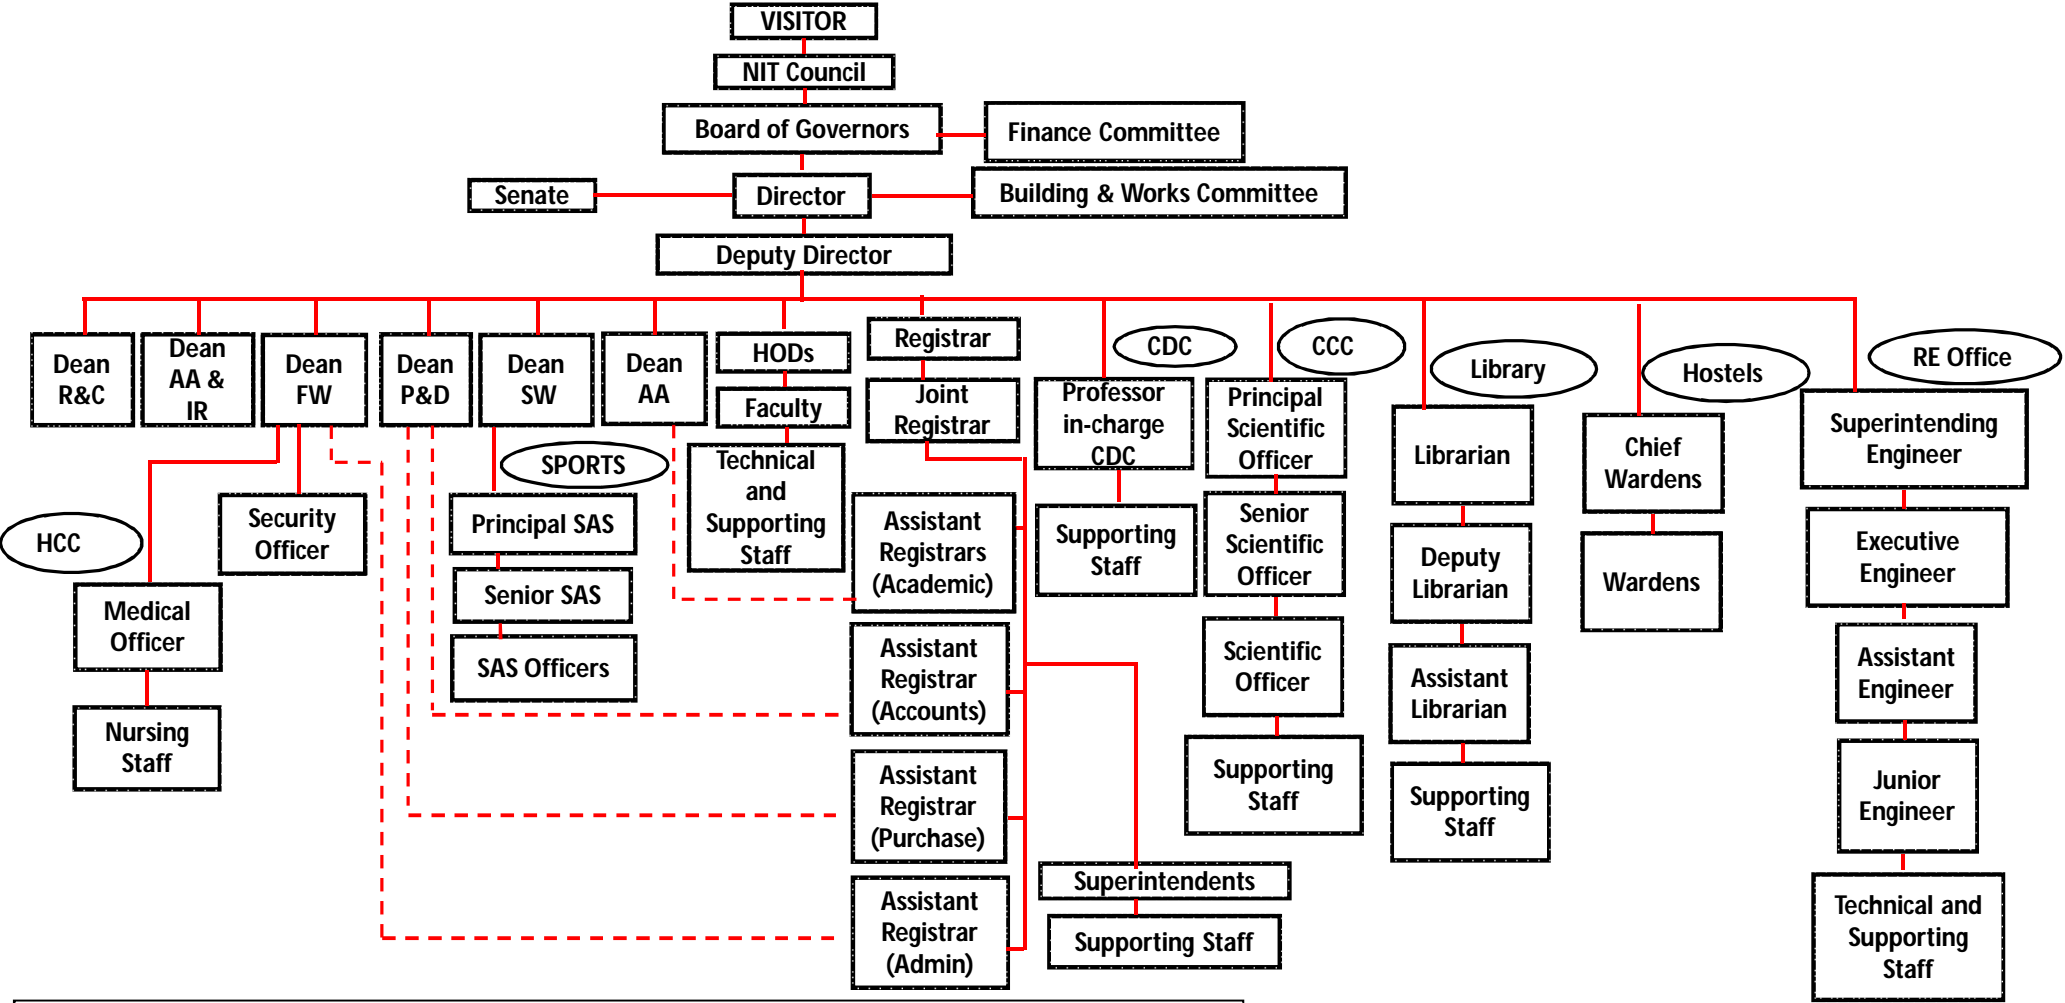 VISITOR
NIT Council
Board of Governors
Finance Committee
Senate
Director
Building & Works Committee
Deputy Director
Dean
R&C
Dean
AA &
IR
Dean
FW
Dean
P&D
Dean
SW
Dean
AA
HODs
Faculty
Technical
and
Supporting
Staff
Registrar
Joint
Registrar
CDC
Professor
in-charge
CDC
Supporting
Staff
CCC
Principal
Scientific
Officer
Senior
Scientific
Officer
Scientific
Officer
Supporting
Staff
Library
Librarian
Deputy
Librarian
Assistant
Librarian
Supporting
Staff
Hostels
Chief
Wardens
Wardens
RE Office
Superintending
Engineer
Executive
Engineer
Assistant
Engineer
Junior
Engineer
Technical and
Supporting
Staff
HCC
Medical
Officer
Nursing
Staff
Security
Officer
SPORTS
Principal SAS
Senior SAS
SAS Officers
Assistant
Registrars
(Academic)
Assistant
Registrar
(Accounts)
Assistant
Registrar
(Purchase)
Assistant
Registrar
(Admin)
Superintendents
Supporting Staff